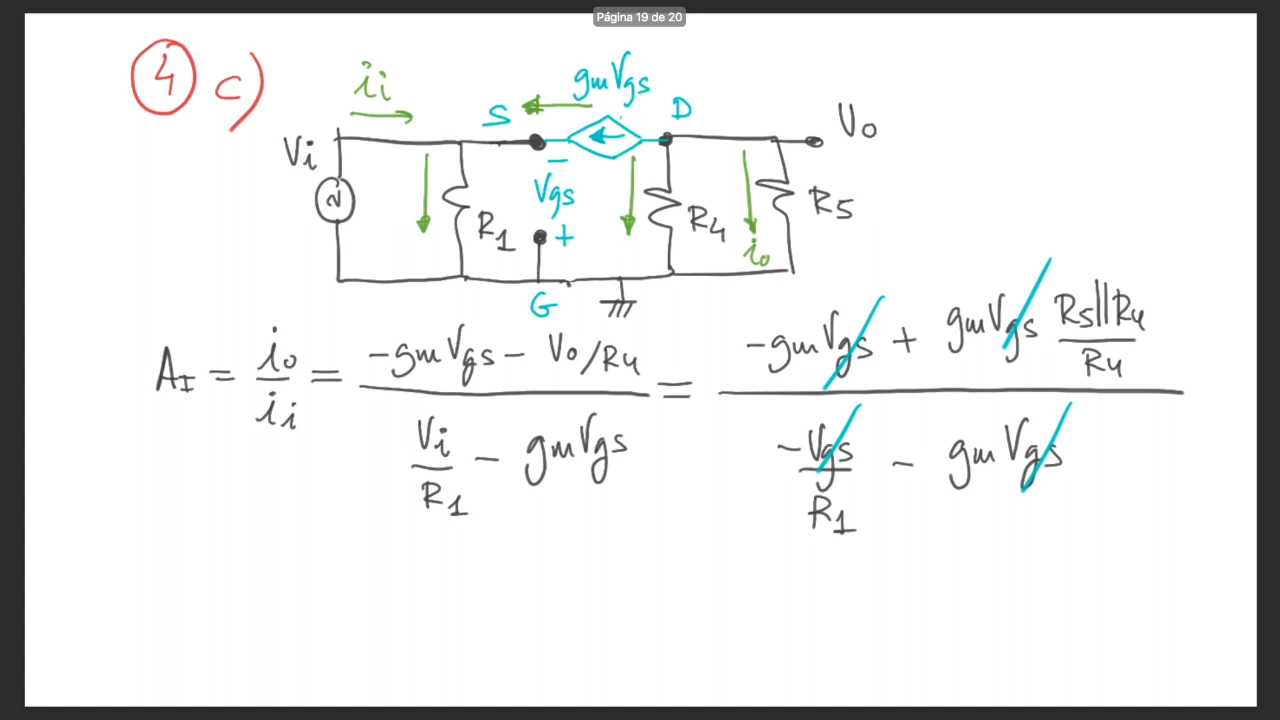 Página 19 de 20
4 c)
ii
gmVgs
S
D
Vo
Vi
-
Vgs
+
R1
R4
R5
io
G
AI = io/ii = (-gmVgs - Vo/R4)/(Vi/R1 - gmVgs) = (-gmVgs + gmVgs R5||R4/R4)/(-Vgs/R1 - gmVgs)